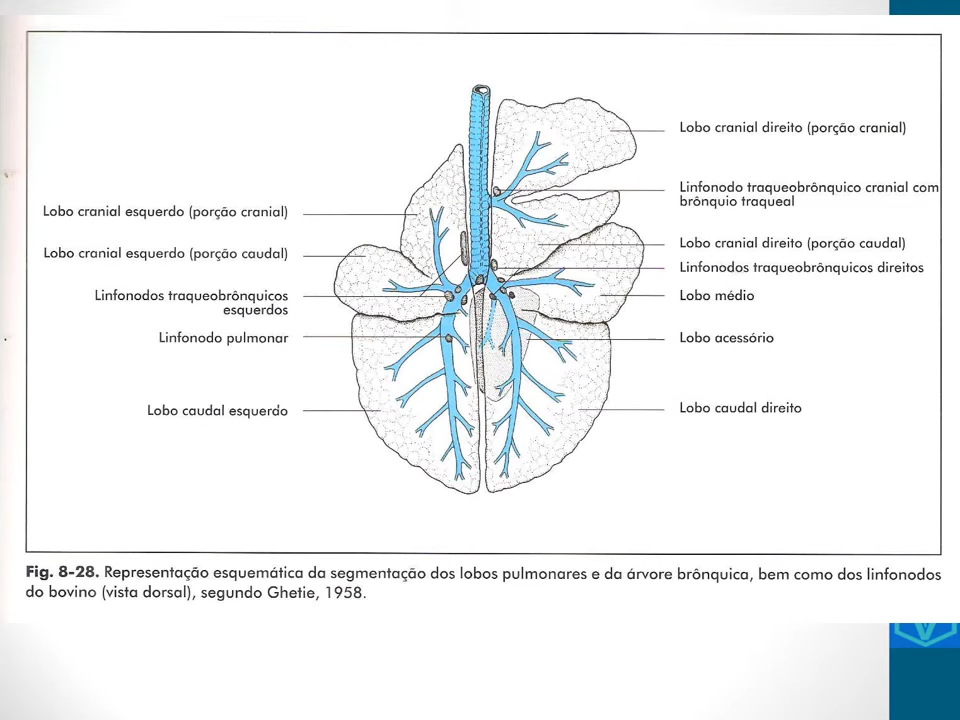 Lobo cranial direito (porção cranial)
Linfonodo traqueobrônquico cranial com
brônquio traqueal
Lobo cranial esquerdo (porção cranial)
Lobo cranial direito (porção caudal)
Lobo cranial esquerdo (porção caudal)
Linfonodos traqueobrônquicos direitos
Linfonodos traqueobrônquicos
esquerdos
Lobo médio
Linfonodo pulmonar
Lobo acessório
Lobo caudal esquerdo
Lobo caudal direito
Fig. 8-28. Representação esquemática da segmentação dos lobos pulmonares e da árvore brônquica, bem como dos linfonodos
do bovino (vista dorsal), segundo Ghetie, 1958.